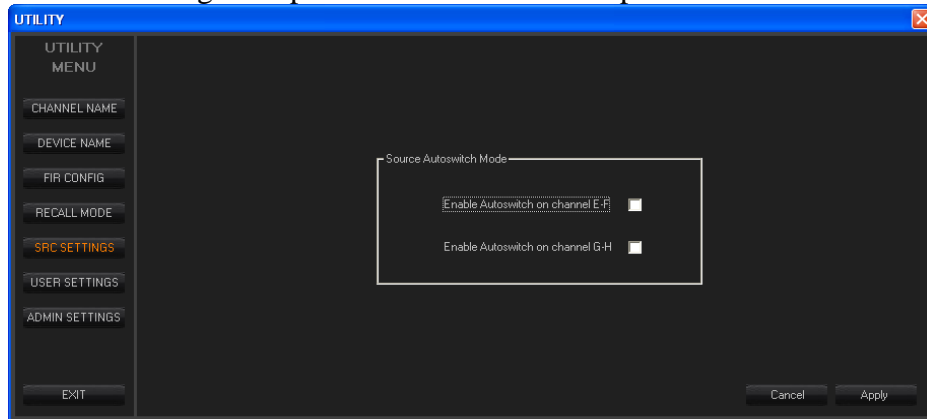 UTILITY
UTILITY
MENU
CHANNEL NAME
DEVICE NAME
FIR CONFIG
RECALL MODE
SRC SETTINGS
USER SETTINGS
ADMIN SETTINGS
EXIT
Source Autoswitch Mode
Enable Autoswitch on channel E-F
Enable Autoswitch on channel G-H
Cancel Apply